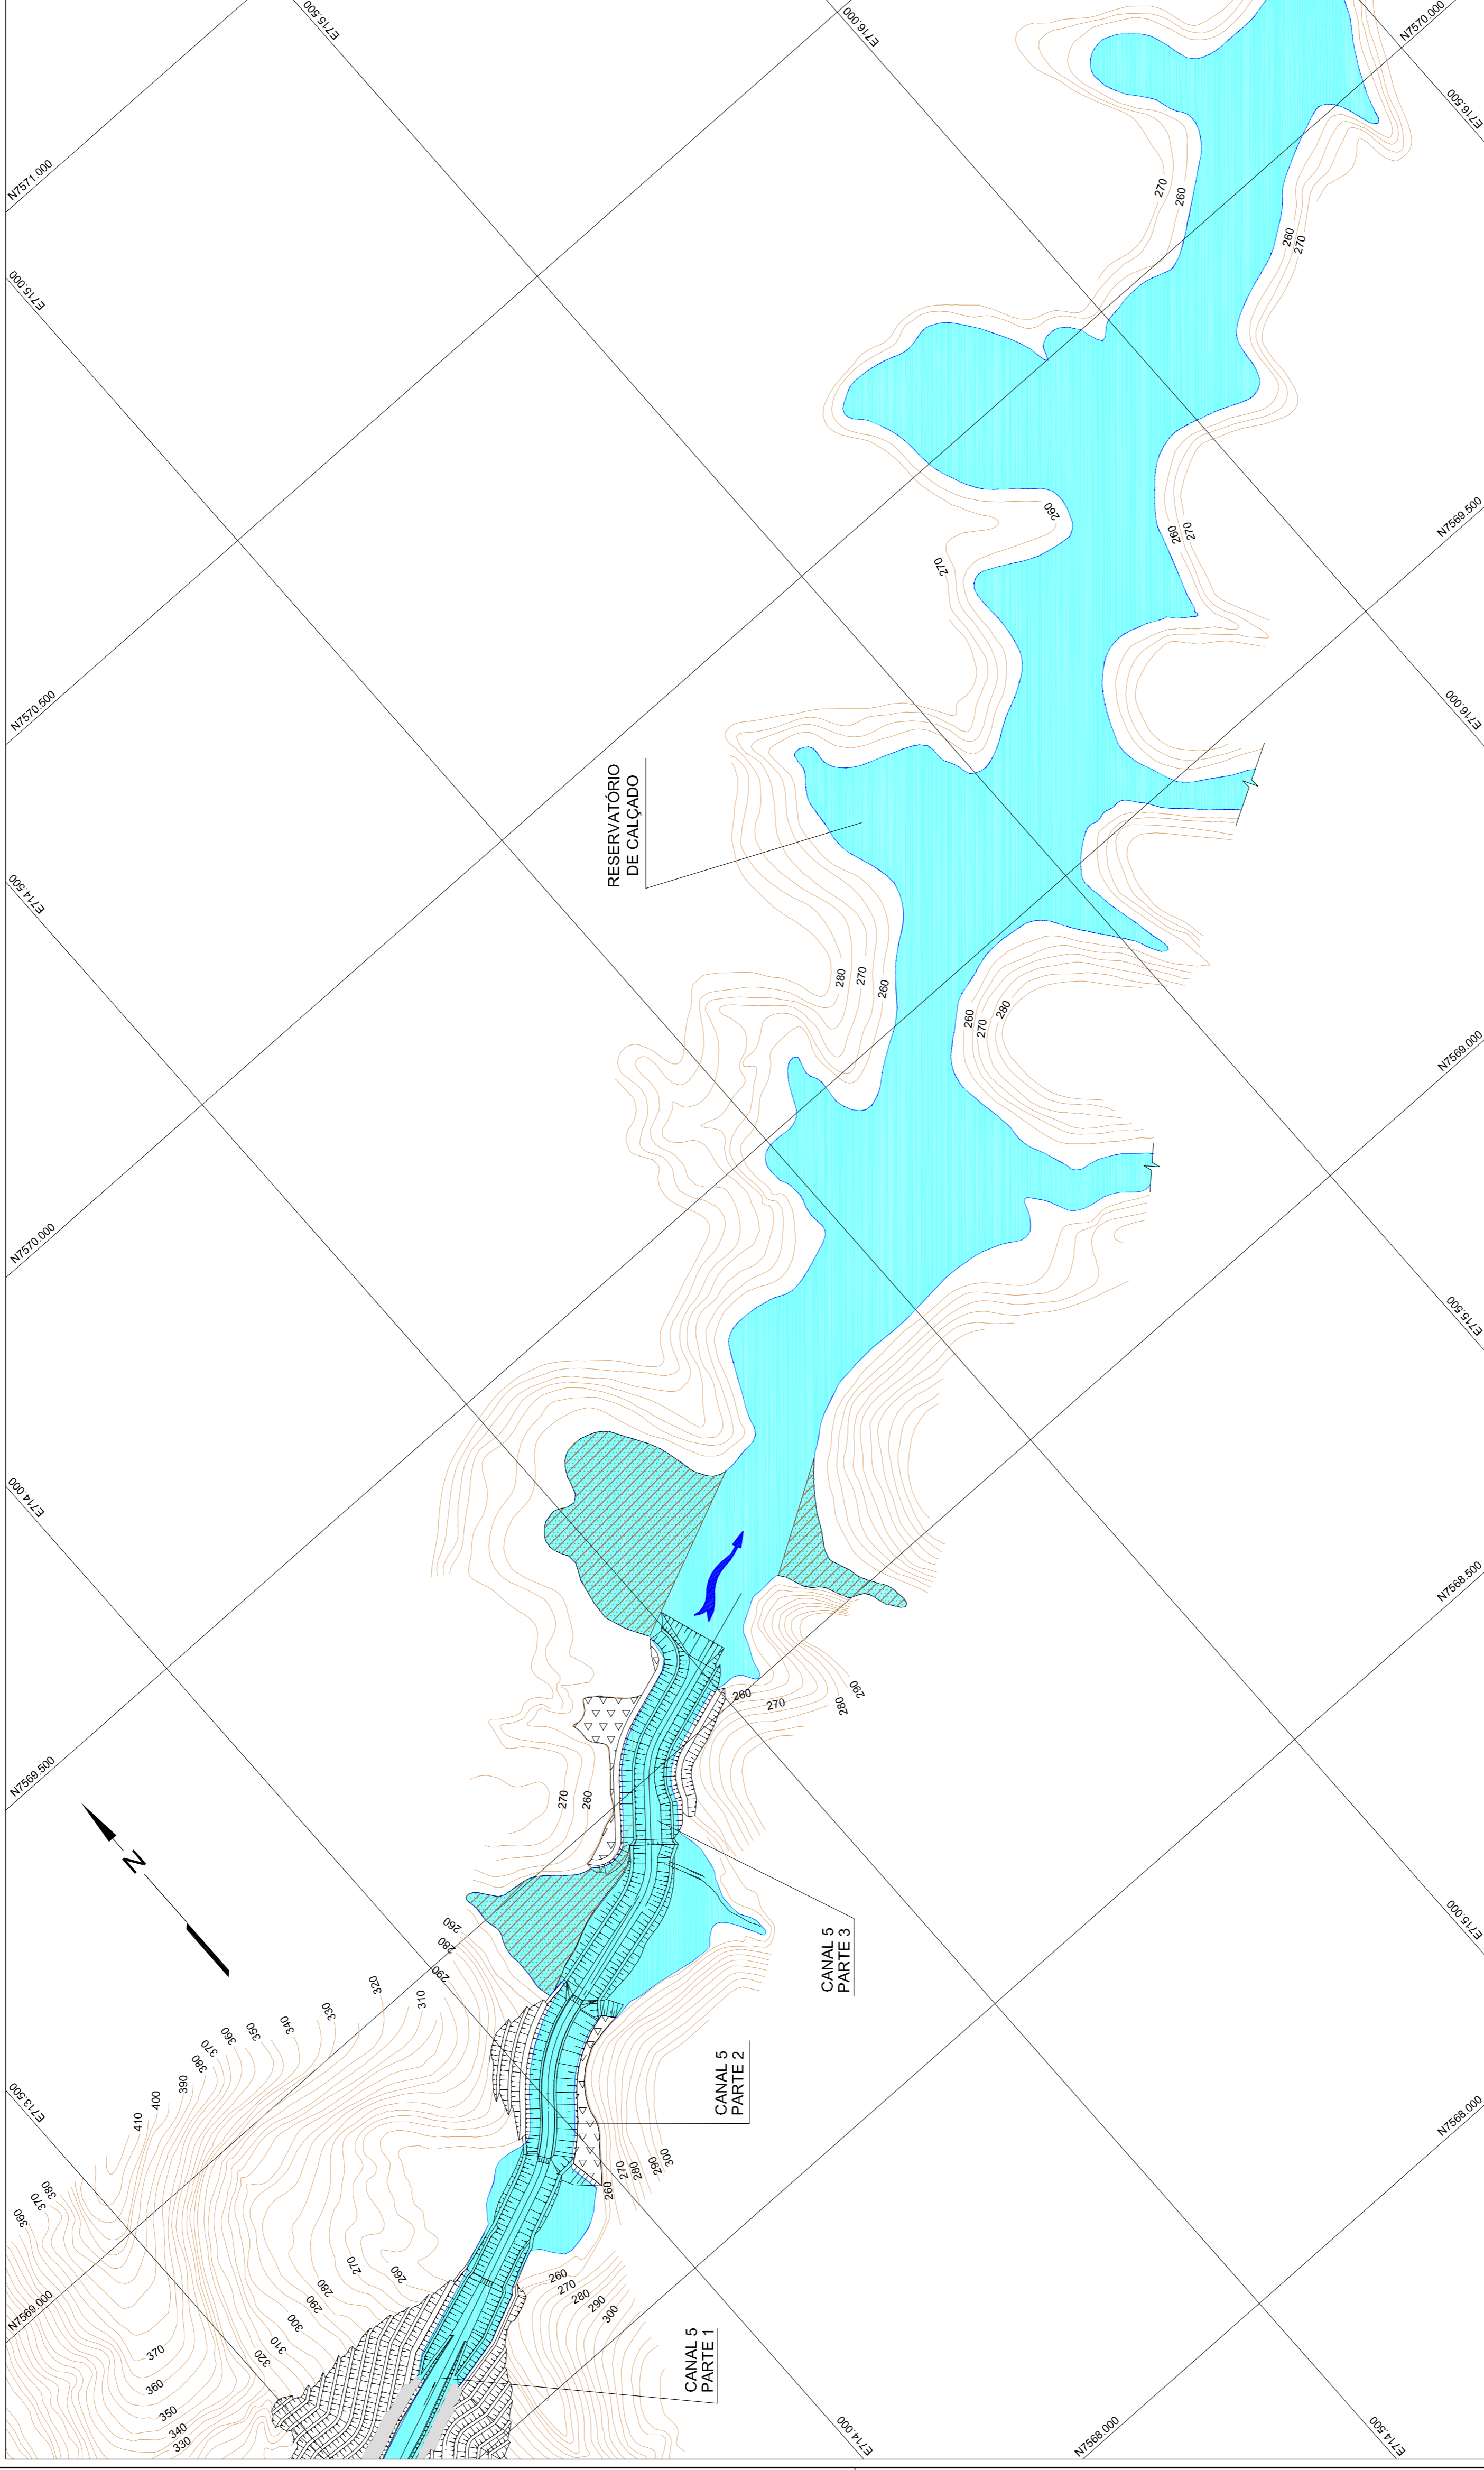 E715.500
E716.000
N7570.000
E716.500
N7571.000
270
260
260
270
E715.000
260
260
270
N7569.500
270
N7570.500
E716.000
RESERVATÓRIO
DE CALÇADO
E714.500
280
270
260
260
270
280
N7569.000
N7570.000
E715.500
E714.000
N7568.500
260
270
280
290
N7569.500
270
260
N
260
280
290
E715.000
CANAL 5
PARTE 3
320
310
330
340
350
360
370
380
390
400
410
CANAL 5
PARTE 2
E713.500
N7568.000
300
290
280
270
260
380
370
360
270
260
280
290
300
310
320
260
270
280
290
300
N7569.000
370
360
350
340
330
CANAL 5
PARTE 1
E714.000
N7568.000
E714.500